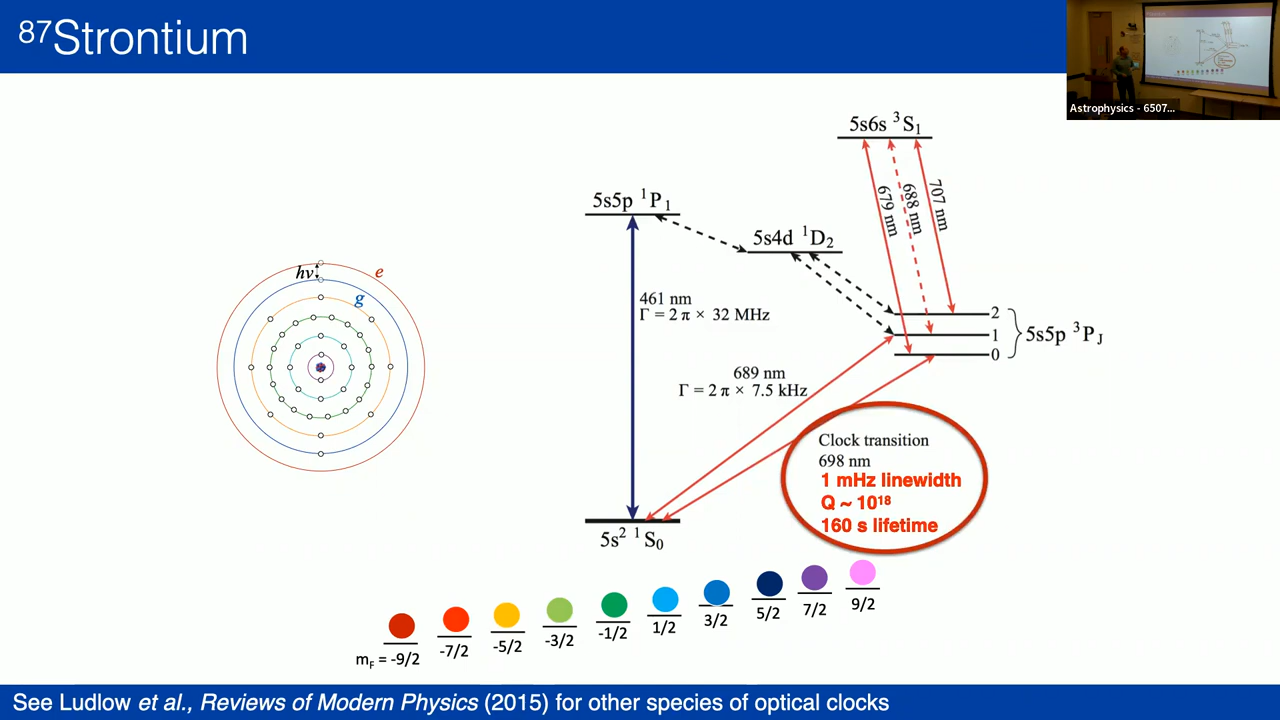 ⁸⁷Strontium
Astrophysics - 6507...
5s6s ³S₁
5s5p ¹P₁
679 nm
688 nm
707 nm
5s4d ¹D₂
hν
e
g
461 nm
Γ = 2 π × 32 MHz
2
1
0
5s5p ³P_J
689 nm
Γ = 2 π × 7.5 kHz
Clock transition
698 nm
1 mHz linewidth
Q ~ 10¹⁸
160 s lifetime
5s² ¹S₀
m_F = -9/2
-7/2
-5/2
-3/2
-1/2
1/2
3/2
5/2
7/2
9/2
See Ludlow et al., Reviews of Modern Physics (2015) for other species of optical clocks